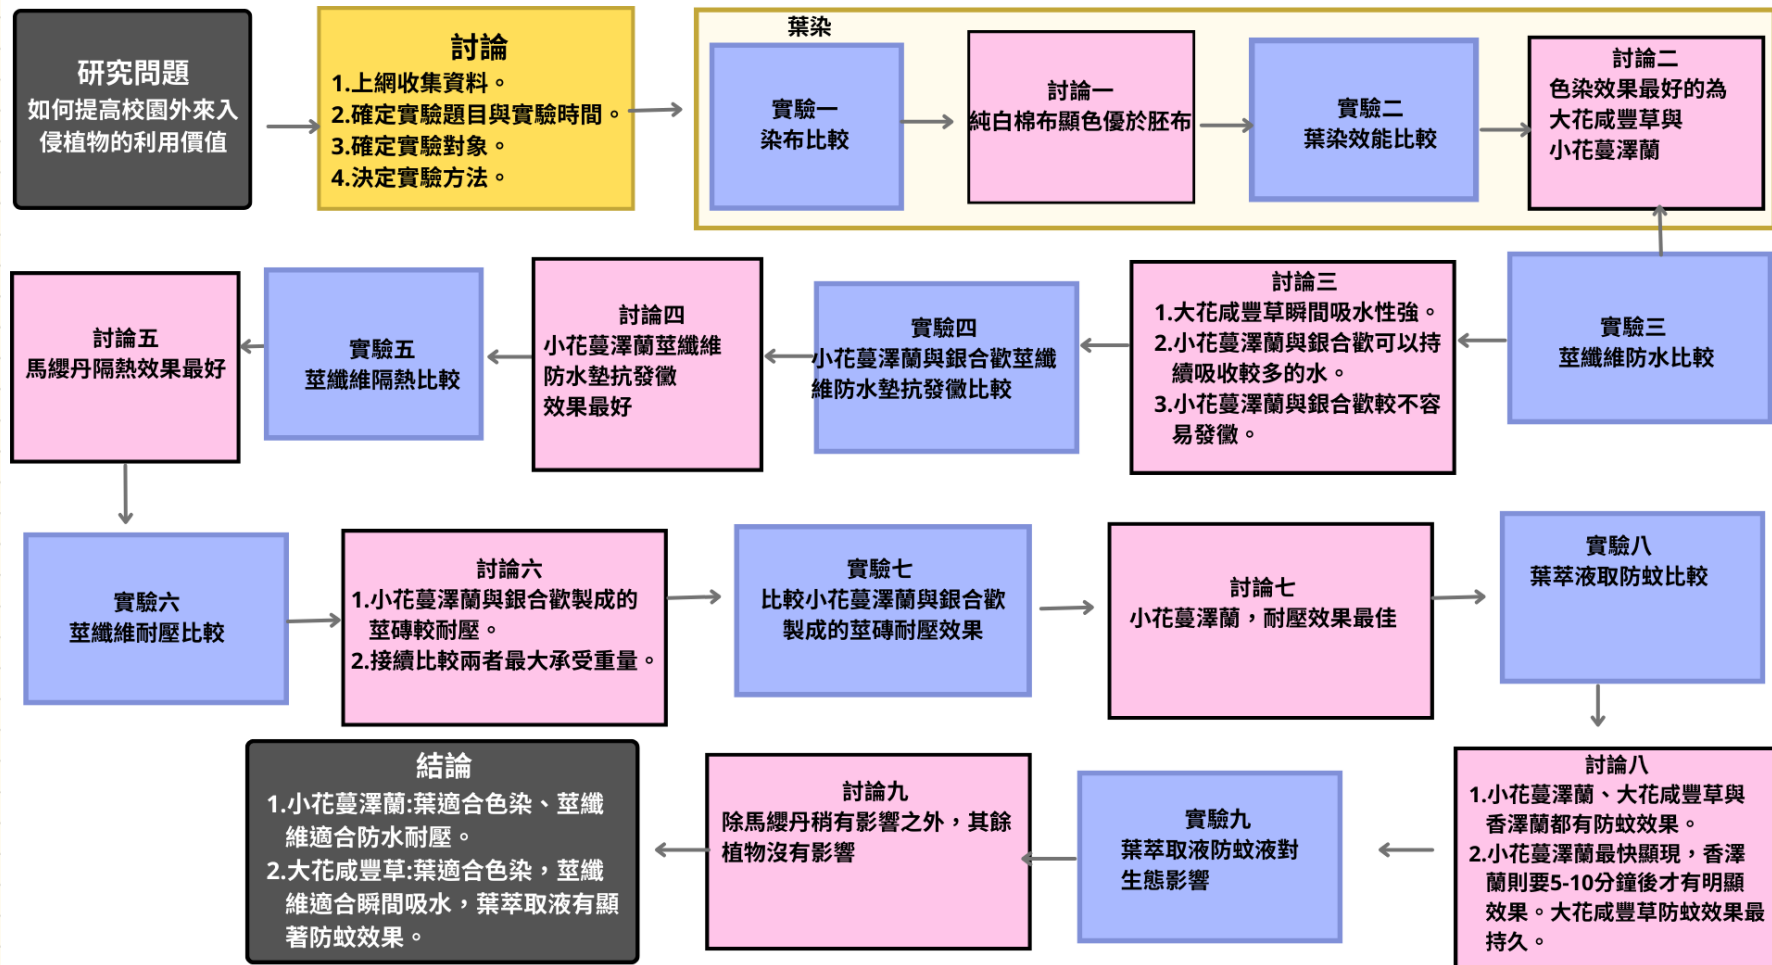 研究問題
如何提高校園外來入
侵植物的利用價值
討論
1.上網收集資料。
2.確定實驗題目與實驗時間。
3.確定實驗對象。
4.決定實驗方法。
葉染
實驗一
染布比較
討論一
純白棉布顯色優於胚布
實驗二
葉染效能比較
討論二
色染效果最好的為
大花咸豐草與
小花蔓澤蘭
實驗三
莖纖維防水比較
討論三
1.大花咸豐草瞬間吸水性強。
2.小花蔓澤蘭與銀合歡可以持
續吸收較多的水。
3.小花蔓澤蘭與銀合歡較不容
易發黴。
實驗四
小花蔓澤蘭與銀合歡莖纖
維防水墊抗發黴比較
討論四
小花蔓澤蘭莖纖維
防水墊抗發黴
效果最好
實驗五
莖纖維隔熱比較
討論五
馬纓丹隔熱效果最好
實驗六
莖纖維耐壓比較
討論六
1.小花蔓澤蘭與銀合歡製成的
莖磚較耐壓。
2.接續比較兩者最大承受重量。
實驗七
比較小花蔓澤蘭與銀合歡
製成的莖磚耐壓效果
討論七
小花蔓澤蘭，耐壓效果最佳
實驗八
葉萃液取防蚊比較
討論八
1.小花蔓澤蘭、大花咸豐草與
香澤蘭都有防蚊效果。
2.小花蔓澤蘭最快顯現，香澤
蘭則要5-10分鐘後才有明顯
效果。大花咸豐草防蚊效果最
持久。
實驗九
葉萃取液防蚊液對
生態影響
討論九
除馬纓丹稍有影響之外，其餘
植物沒有影響
結論
1.小花蔓澤蘭:葉適合色染、莖纖
維適合防水耐壓。
2.大花咸豐草:葉適合色染，莖纖
維適合瞬間吸水，葉萃取液有顯
著防蚊效果。